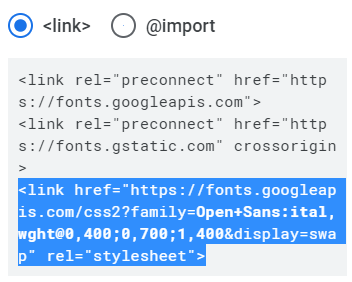 <link> @import
<link rel="preconnect" href="http
s://fonts.googleapis.com">
<link rel="preconnect" href="http
s://fonts.gstatic.com" crossorigin
>
<link href="https://fonts.googleap
is.com/css2?family=Open+Sans:ital,
wght@0,400;0,700;1,400&display=swa
p" rel="stylesheet">